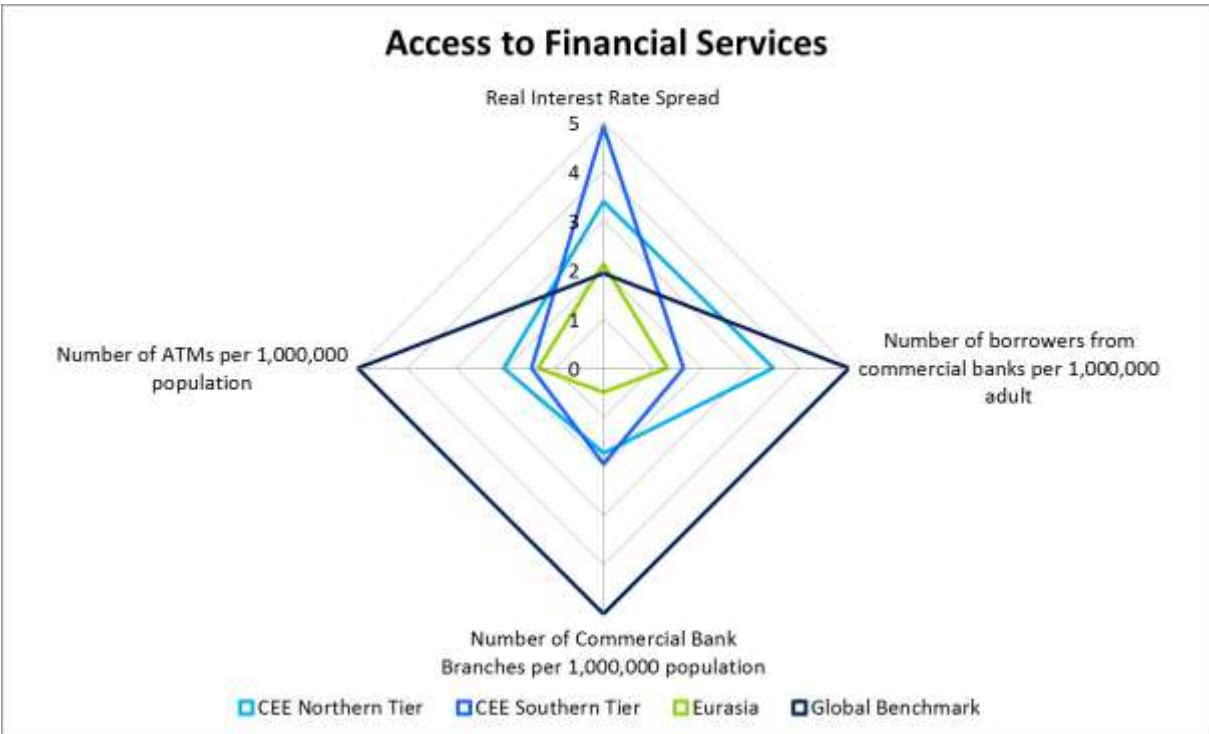 Access to Financial Services
Real Interest Rate Spread
5
4
3
2
1
0
Number of ATMs per 1,000,000
population
Number of borrowers from
commercial banks per 1,000,000
adult
Number of Commercial Bank
Branches per 1,000,000 population
CEE Northern Tier CEE Southern Tier Eurasia Global Benchmark